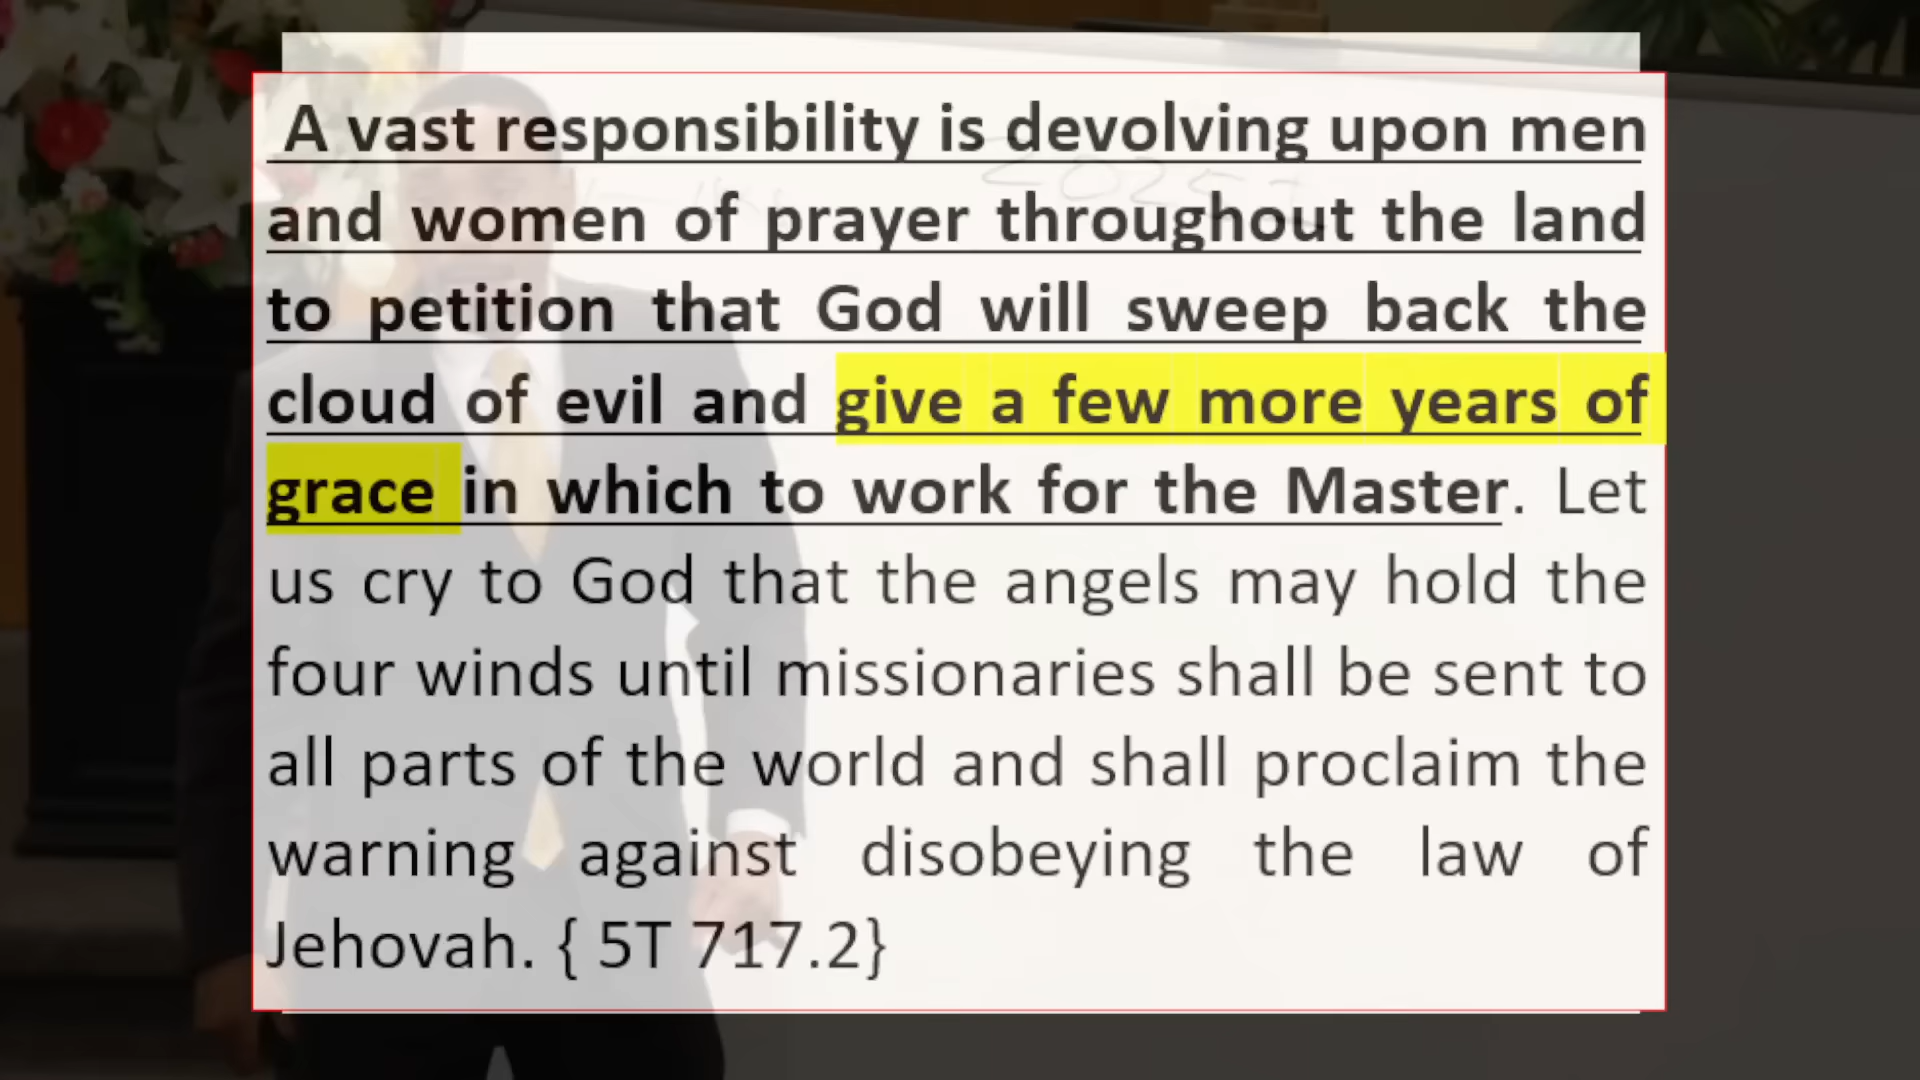 A vast responsibility is devolving upon men
and women of prayer throughout the land
to petition that God will sweep back the
cloud of evil and give a few more years of
grace in which to work for the Master. Let
us cry to God that the angels may hold the
four winds until missionaries shall be sent to
all parts of the world and shall proclaim the
warning against disobeying the law of
Jehovah. { 5T 717.2}